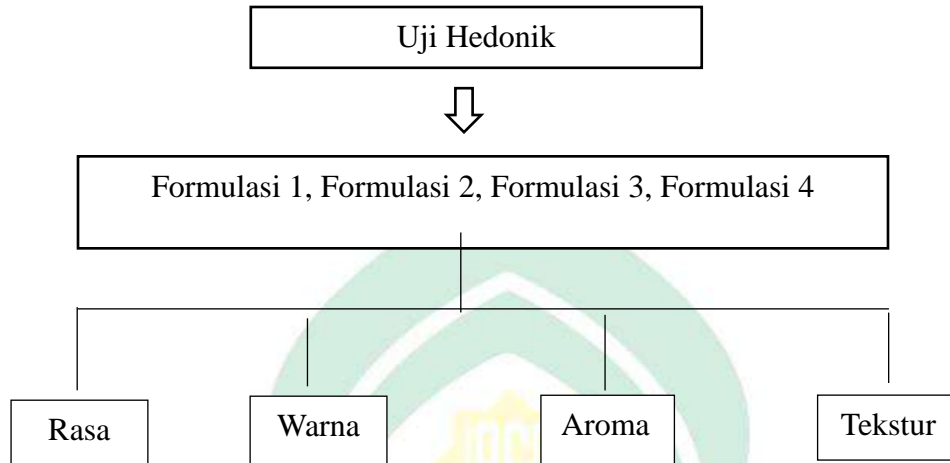 Uji Hedonik
Formulasi 1, Formulasi 2, Formulasi 3, Formulasi 4
Rasa
Warna
Aroma
Tekstur